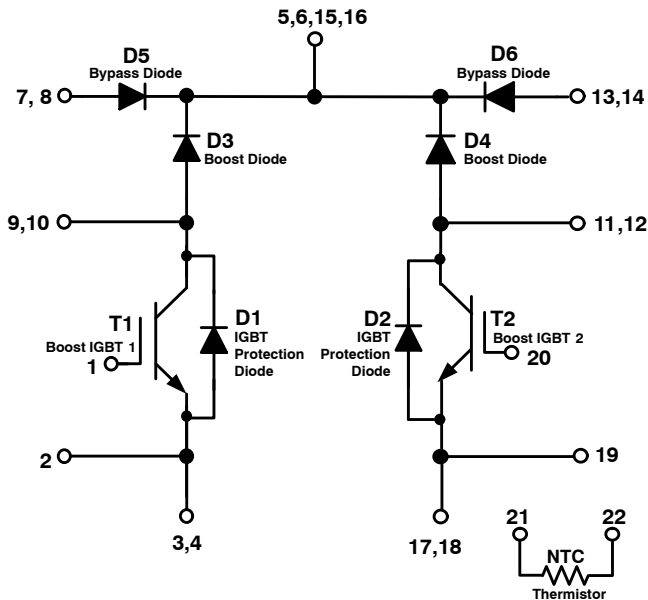 5,6,15,16
D5
Bypass Diode
D6
Bypass Diode
7, 8
13,14
D3
Boost Diode
D4
Boost Diode
9,10
11,12
T1
Boost IGBT 1
1
D1
IGBT
Protection
Diode
D2
IGBT
Protection
Diode
T2
Boost IGBT 2
20
2
19
3,4
17,18
21
22
NTC
Thermistor